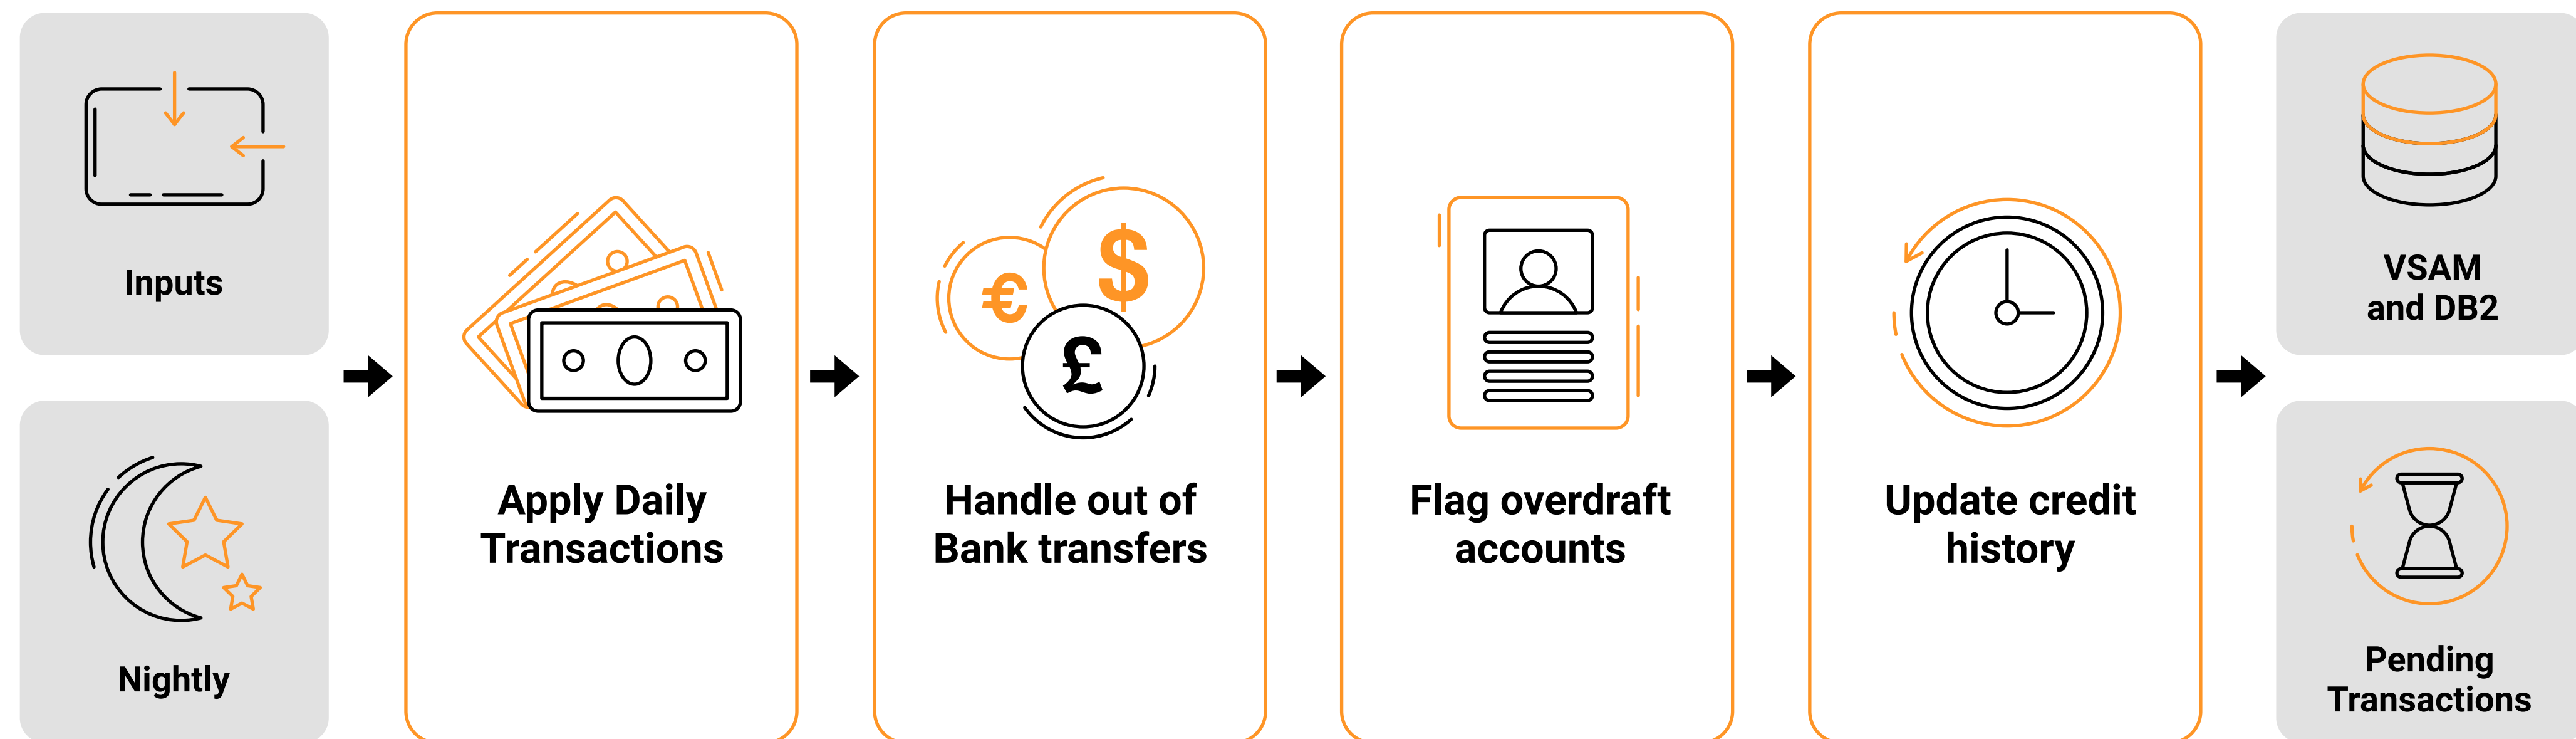 Inputs
Nightly
€
$
£
Apply Daily
Transactions
Handle out of
Bank transfers
Flag overdraft
accounts
Update credit
history
VSAM
and DB2
Pending
Transactions